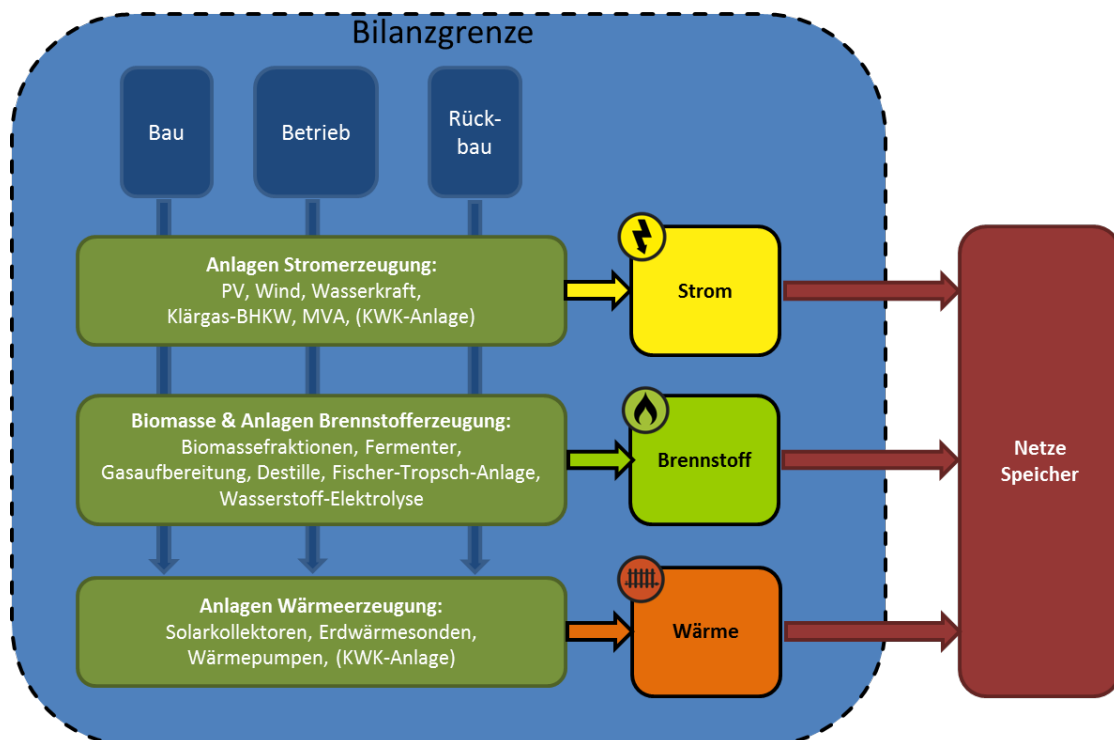 Bilanzgrenze
Bau
Betrieb
Rück-
bau
Anlagen Stromerzeugung:
PV, Wind, Wasserkraft,
Klärgas-BHKW, MVA, (KWK-Anlage)
Strom
Biomasse & Anlagen Brennstofferzeugung:
Biomassefraktionen, Fermenter,
Gasaufbereitung, Destille, Fischer-Tropsch-Anlage,
Wasserstoff-Elektrolyse
Brennstoff
Anlagen Wärmeerzeugung:
Solarkollektoren, Erdwärmesonden,
Wärmepumpen, (KWK-Anlage)
Wärme
Netze
Speicher